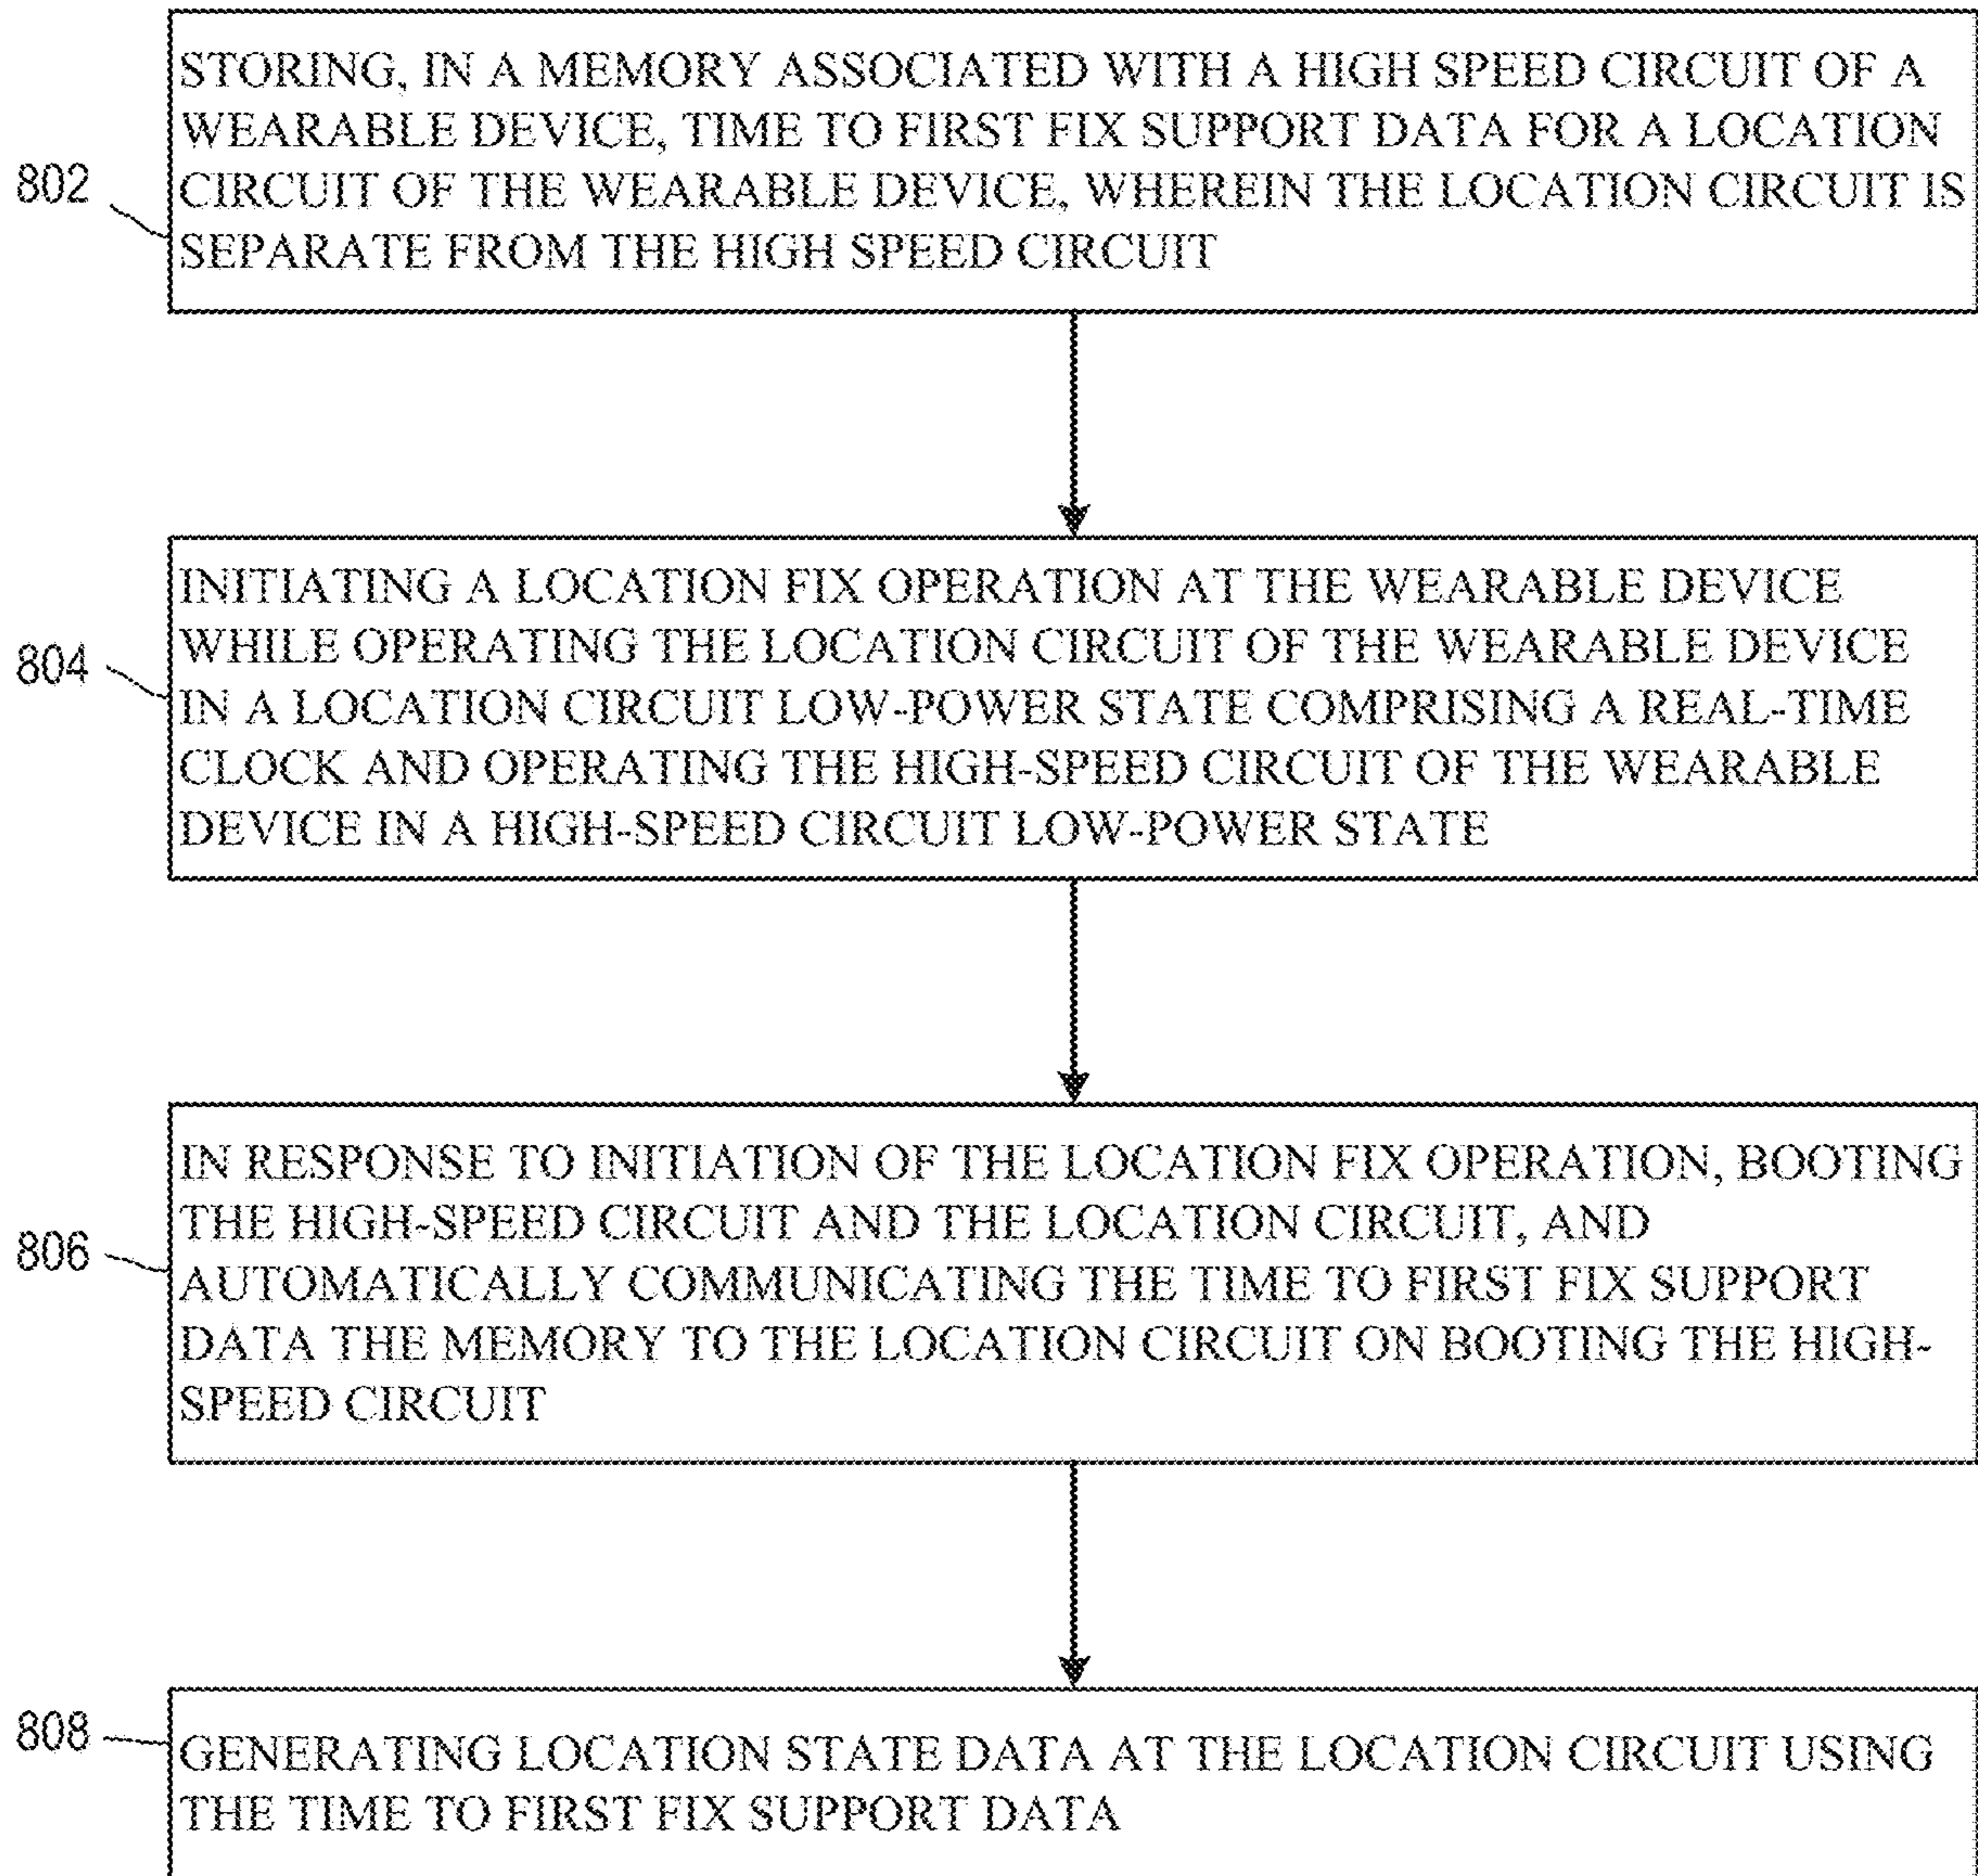 STORING, IN A MEMORY ASSOCIATED WITH A HIGH SPEED CIRCUIT OF A
WEARABLE DEVICE, TIME TO FIRST FIX SUPPORT DATA FOR A LOCATION
802
CIRCUIT OF THE WEARABLE DEVICE, WHEREIN THE LOCATION CIRCUIT IS
SEPARATE FROM THE HIGH SPEED CIRCUIT
INITIATING A LOCATION FIX OPERATION AT THE WEARABLE DEVICE
WHILE OPERATING THE LOCATION CIRCUIT OF THE WEARABLE DEVICE
804
IN A LOCATION CIRCUIT LOW-POWER STATE COMPRISING A REAL-TIME
CLOCK AND OPERATING THE HIGH-SPEED CIRCUIT OF THE WEARABLE
DEVICE IN A HIGH-SPEED CIRCUIT LOW-POWER STATE
IN RESPONSE TO INITIATION OF THE LOCATION FIX OPERATION, BOOTING
THE HIGH-SPEED CIRCUIT AND THE LOCATION CIRCUIT, AND
806
AUTOMATICALLY COMMUNICATING THE TIME TO FIRST FIX SUPPORT
DATA THE MEMORY TO THE LOCATION CIRCUIT ON BOOTING THE HIGH-
SPEED CIRCUIT
808
GENERATING LOCATION STATE DATA AT THE LOCATION CIRCUIT USING
THE TIME TO FIRST FIX SUPPORT DATA